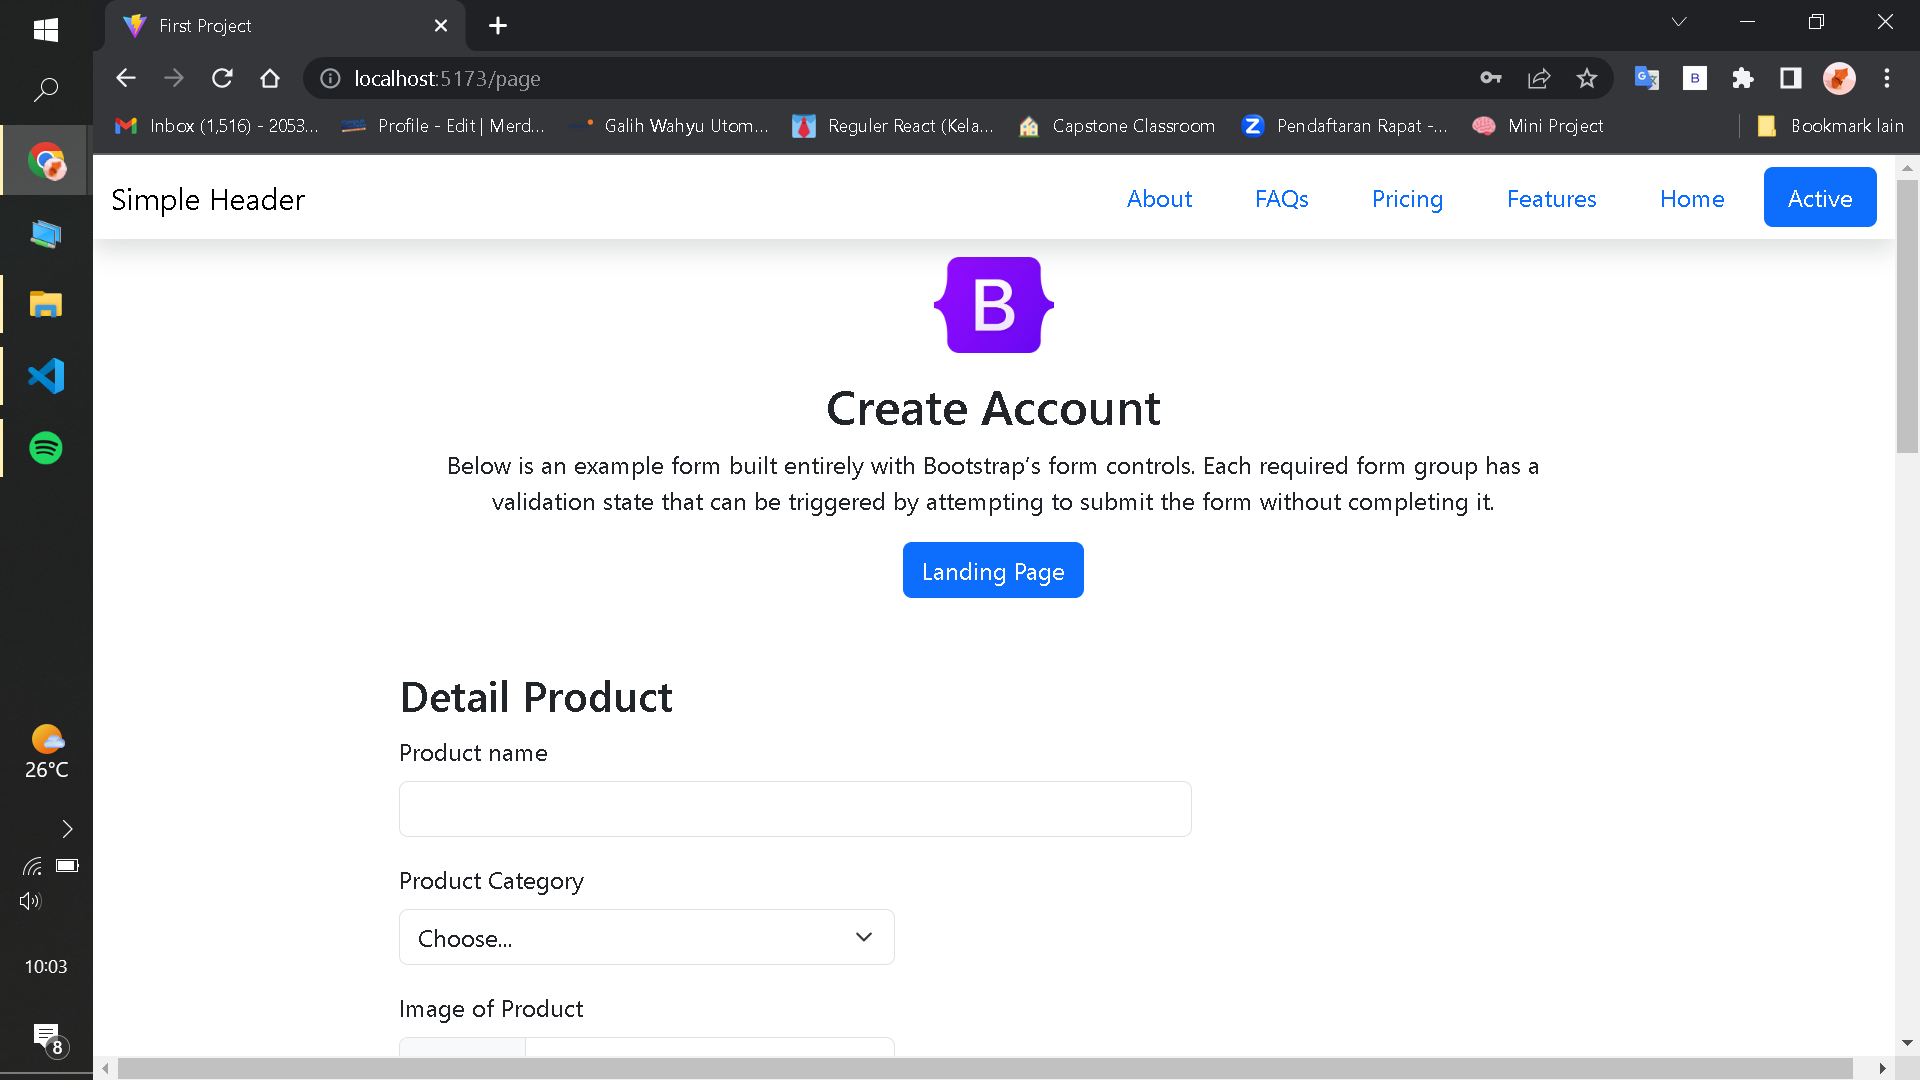 First Project
localhost:5173/page
Inbox (1,516) - 2053... Profile - Edit | Merd... Galih Wahyu Utom... Reguler React (Kela... Capstone Classroom Pendaftaran Rapat -... Mini Project Bookmark lain
Simple Header About FAQs Pricing Features Home Active
B
Create Account
Below is an example form built entirely with Bootstrap’s form controls. Each required form group has a
validation state that can be triggered by attempting to submit the form without completing it.
Landing Page
Detail Product
Product name
Product Category
Choose...
Image of Product
26°C
10:03
8